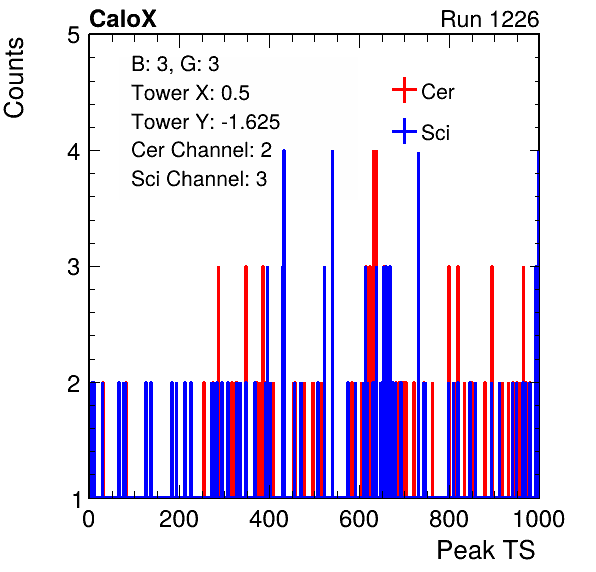 CaloX
Run 1226
Counts
5
4
3
2
1
B: 3, G: 3
Tower X: 0.5
Tower Y: -1.625
Cer Channel: 2
Sci Channel: 3
Cer
Sci
0 200 400 600 800 1000
Peak TS